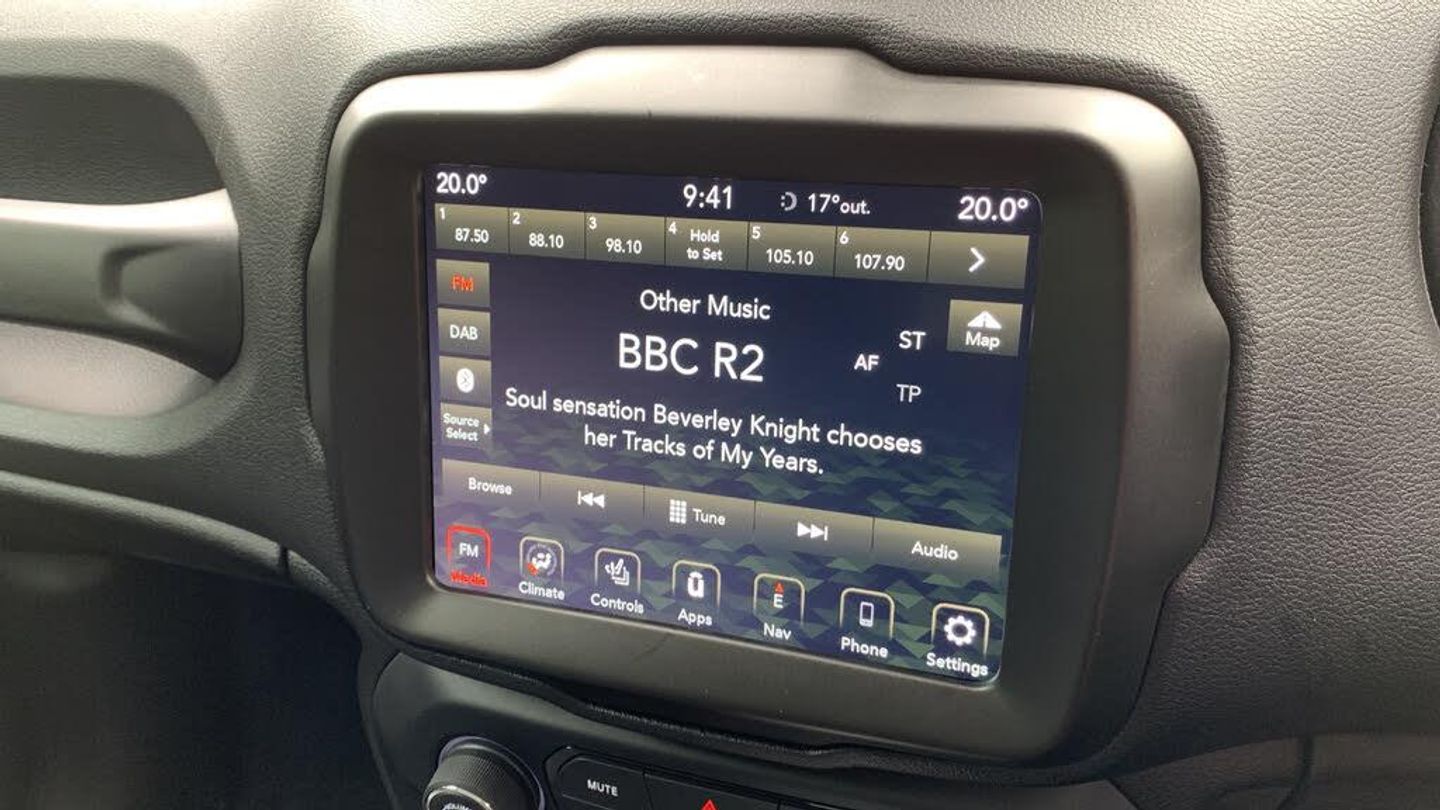 20.0° 9:41 17°out. 20.0°
1 87.50 2 88.10 3 98.10 4 Hold to Set 5 105.10 6 107.90
FM
DAB
Source
Select
Other Music
BBC R2
ST
AF
TP
Map
Soul sensation Beverley Knight chooses
her Tracks of My Years.
Browse Tune Audio
FM E
Media Climate Controls Apps Nav Phone Settings
MUTE